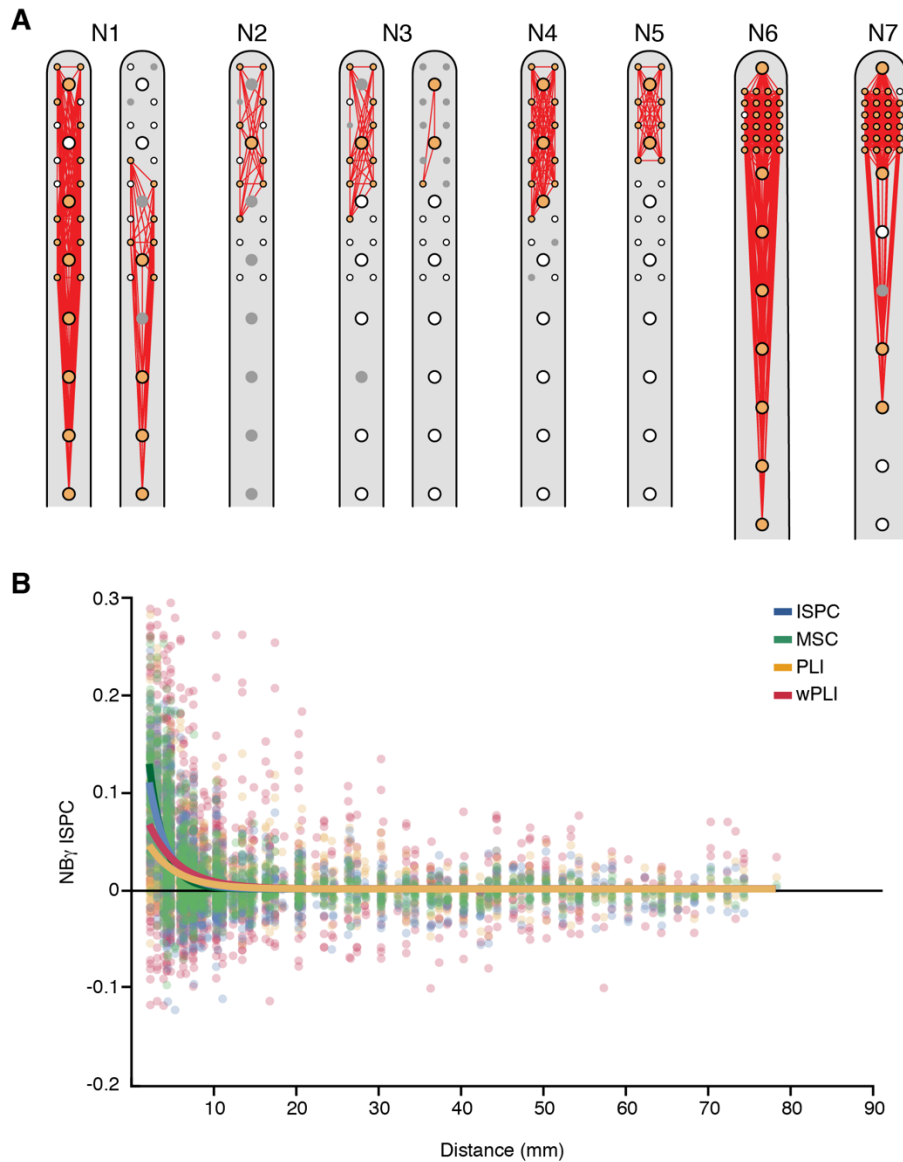 A
N1 N2 N3 N4 N5 N6 N7
B
0.3
0.2
0.1
0
-0.1
-0.2
NBγ ISPC
ISPC
MSC
PLI
wPLI
10 20 30 40 50 60 70 80 90
Distance (mm)